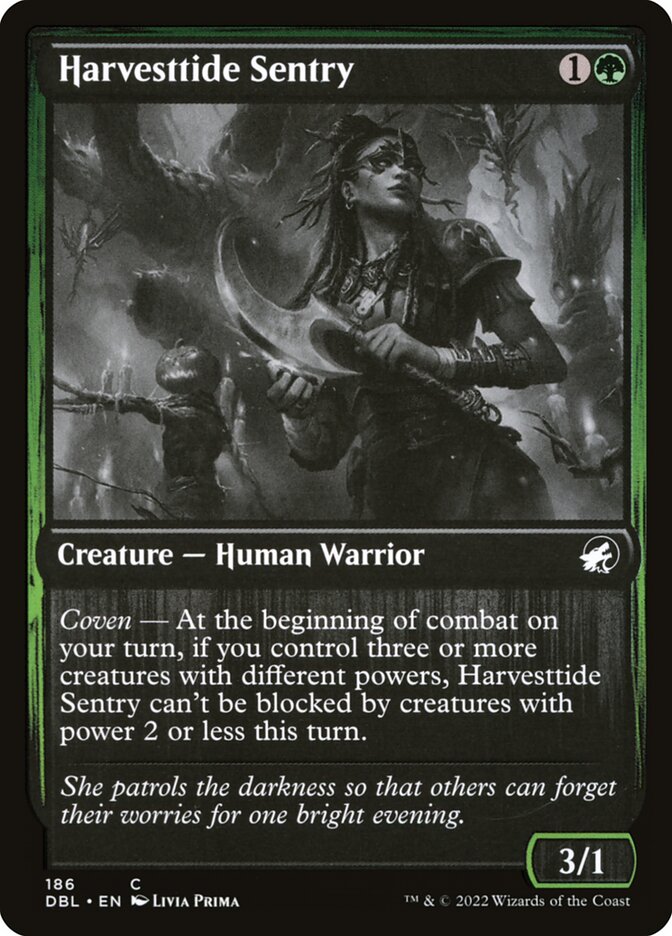 Harvesttide Sentry 1
Creature — Human Warrior
Coven — At the beginning of combat on
your turn, if you control three or more
creatures with different powers, Harvesttide
Sentry can't be blocked by creatures with
power 2 or less this turn.
She patrols the darkness so that others can forget
their worries for one bright evening.
3/1
186 C
DBL • EN LIVIA PRIMA
™ & © 2022 Wizards of the Coast